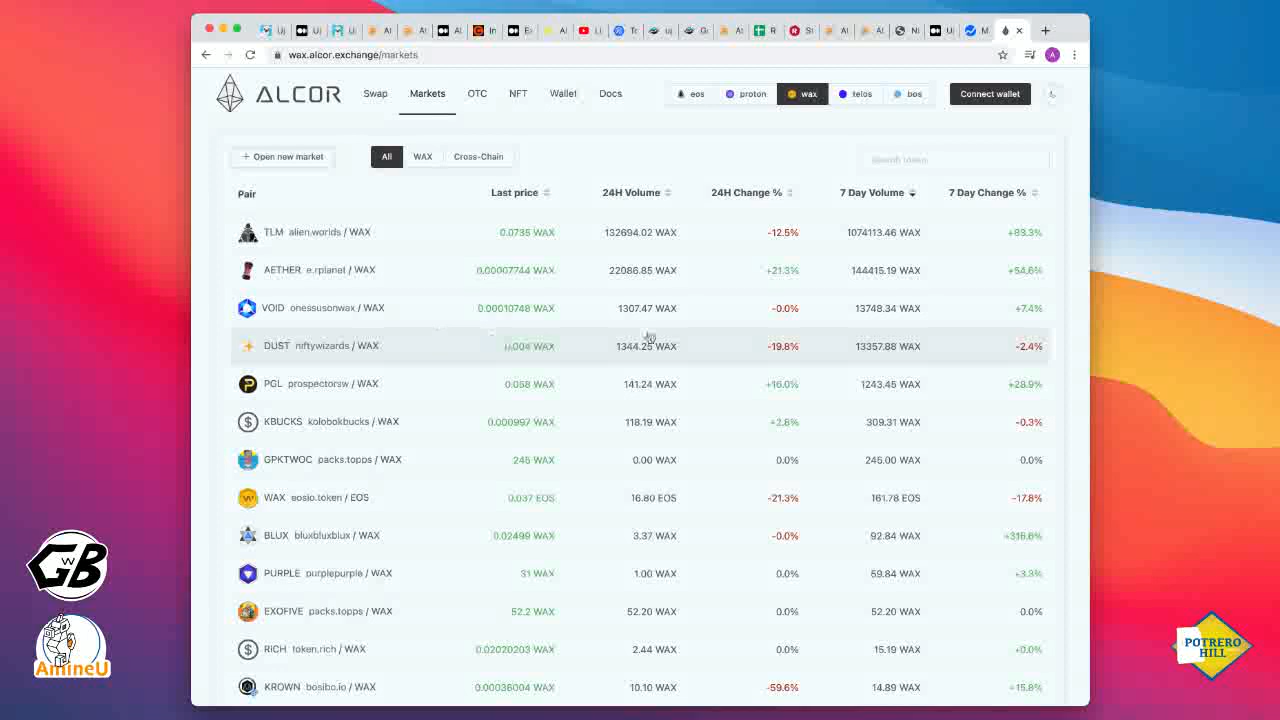 wax.alcor.exchange/markets
A
ALCOR
Swap Markets OTC NFT Wallet Docs
eos proton wax telos bos
Connect wallet
+ Open new market
All WAX Cross-Chain
Search token
Pair Last price 24H Volume 24H Change % 7 Day Volume 7 Day Change %
TLM alien.worlds / WAX 0.0735 WAX 132694.02 WAX -12.5% 1074113.46 WAX
AETHER e.rplanet / WAX 0.00007744 WAX 22086.85 WAX +21.3% 144415.19 WAX +54.6%
VOID onessusonwax / WAX 0.00010748 WAX 1307.47 WAX -0.0% 13748.34 WAX +7.4%
DUST niftywizards / WAX 0.004 WAX 1344.25 WAX -19.8% 13357.88 WAX -2.4%
PGL prospectorsw / WAX 0.058 WAX 141.24 WAX +16.0% 1243.45 WAX +28.9%
KBUCKS kolobokbucks / WAX 0.000997 WAX 118.19 WAX +2.8% 309.31 WAX -0.3%
GPKTWOC packs.topps / WAX 245 WAX 0.00 WAX 0.0% 245.00 WAX 0.0%
WAX eosio.token / EOS 0.037 EOS 16.80 EOS -21.3% 161.78 EOS -17.8%
BLUX bluxbluxblux / WAX 0.02499 WAX 3.37 WAX -0.0% 92.84 WAX +316.6%
PURPLE purplepurple / WAX 31 WAX 1.00 WAX 0.0% 59.84 WAX +3.3%
EXOFIVE packs.topps / WAX 52.2 WAX 52.20 WAX 0.0% 52.20 WAX 0.0%
RICH token.rich / WAX 0.02020203 WAX 2.44 WAX 0.0% 15.19 WAX +0.0%
KROWN bosibc.io / WAX 0.00036004 WAX 10.10 WAX -59.6% 14.89 WAX +15.8%
GWB
AmineU
POTRERO
HILL